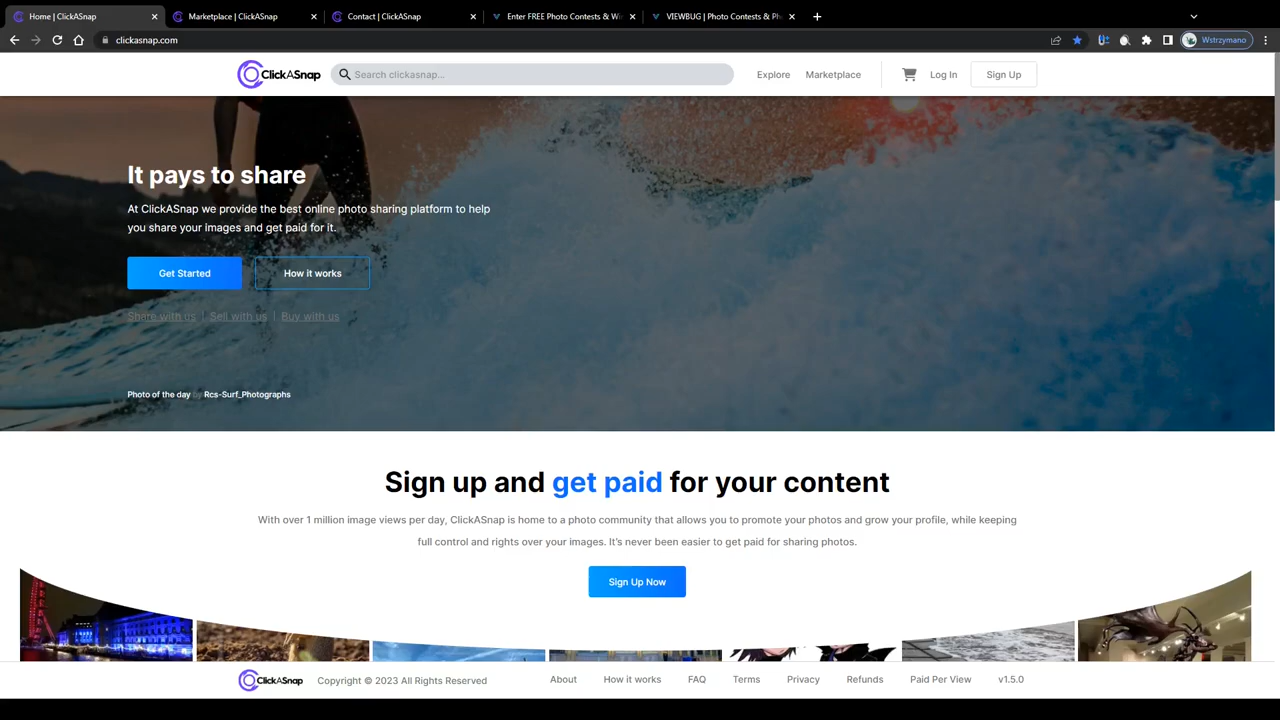 Home | ClickASnap
Marketplace | ClickASnap
Contact | ClickASnap
Enter FREE Photo Contests & Wi
VIEWBUG | Photo Contests & Ph
clickasnap.com
Wstrzymano
ClickASnap
Search clickasnap...
Explore
Marketplace
Log In
Sign Up
It pays to share
At ClickASnap we provide the best online photo sharing platform to help
you share your images and get paid for it.
Get Started
How it works
Share with us | Sell with us | Buy with us
Photo of the day by Rcs-Surf_Photographs
Sign up and get paid for your content
With over 1 million image views per day, ClickASnap is home to a photo community that allows you to promote your photos and grow your profile, while keeping
full control and rights over your images. It's never been easier to get paid for sharing photos.
Sign Up Now
ClickASnap
Copyright © 2023 All Rights Reserved
About
How it works
FAQ
Terms
Privacy
Refunds
Paid Per View
v1.5.0